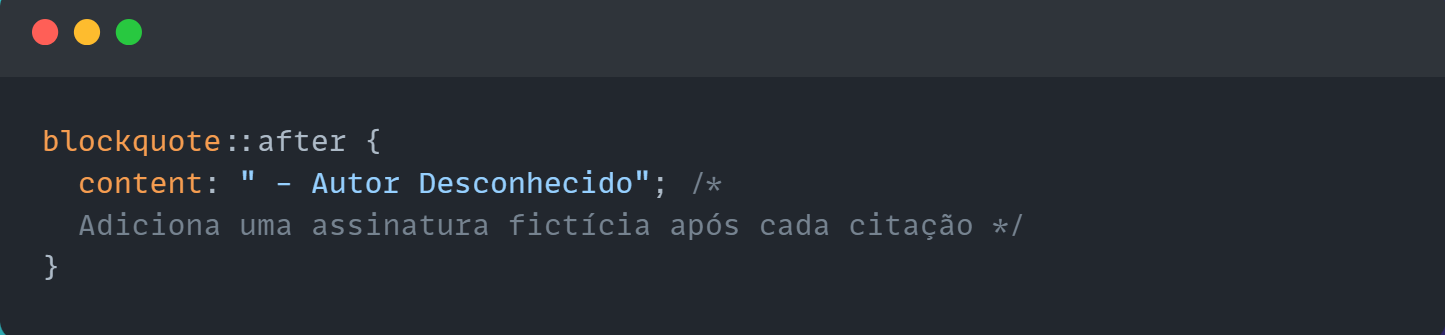 blockquote::after {
  content: " - Autor Desconhecido"; /*
  Adiciona uma assinatura fictícia após cada citação */
}